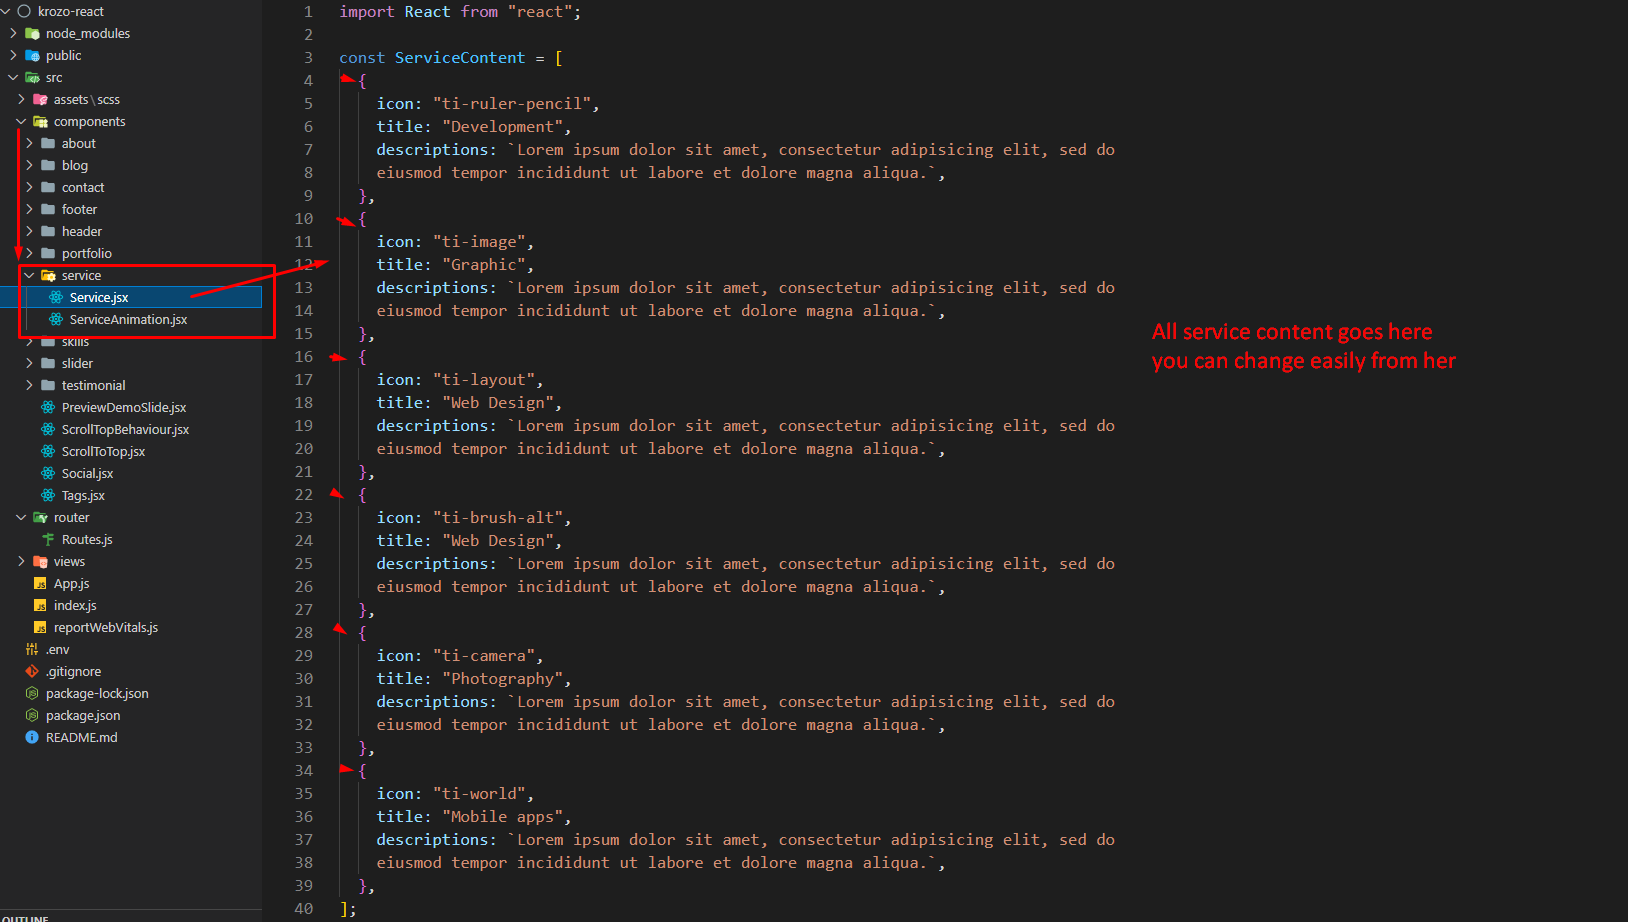 krozo-react
node_modules
public
src
assets\scss
components
about
blog
contact
footer
header
portfolio
service
Service.jsx
ServiceAnimation.jsx
skills
slider
testimonial
PreviewDemoSlide.jsx
ScrollTopBehaviour.jsx
ScrollToTop.jsx
Social.jsx
Tags.jsx
router
Routes.js
views
App.js
index.js
reportWebVitals.js
.env
.gitignore
package-lock.json
package.json
README.md
OUTLINE
1 import React from "react";
2
3 const ServiceContent = [
4 {
5 icon: "ti-ruler-pencil",
6 title: "Development",
7 descriptions: `Lorem ipsum dolor sit amet, consectetur adipisicing elit, sed do
8 eiusmod tempor incididunt ut labore et dolore magna aliqua.`,
9 },
10 {
11 icon: "ti-image",
12 title: "Graphic",
13 descriptions: `Lorem ipsum dolor sit amet, consectetur adipisicing elit, sed do
14 eiusmod tempor incididunt ut labore et dolore magna aliqua.`,
15 },
16 {
17 icon: "ti-layout",
18 title: "Web Design",
19 descriptions: `Lorem ipsum dolor sit amet, consectetur adipisicing elit, sed do
20 eiusmod tempor incididunt ut labore et dolore magna aliqua.`,
21 },
22 {
23 icon: "ti-brush-alt",
24 title: "Web Design",
25 descriptions: `Lorem ipsum dolor sit amet, consectetur adipisicing elit, sed do
26 eiusmod tempor incididunt ut labore et dolore magna aliqua.`,
27 },
28 {
29 icon: "ti-camera",
30 title: "Photography",
31 descriptions: `Lorem ipsum dolor sit amet, consectetur adipisicing elit, sed do
32 eiusmod tempor incididunt ut labore et dolore magna aliqua.`,
33 },
34 {
35 icon: "ti-world",
36 title: "Mobile apps",
37 descriptions: `Lorem ipsum dolor sit amet, consectetur adipisicing elit, sed do
38 eiusmod tempor incididunt ut labore et dolore magna aliqua.`,
39 },
40 ];
All service content goes here
you can change easily from her